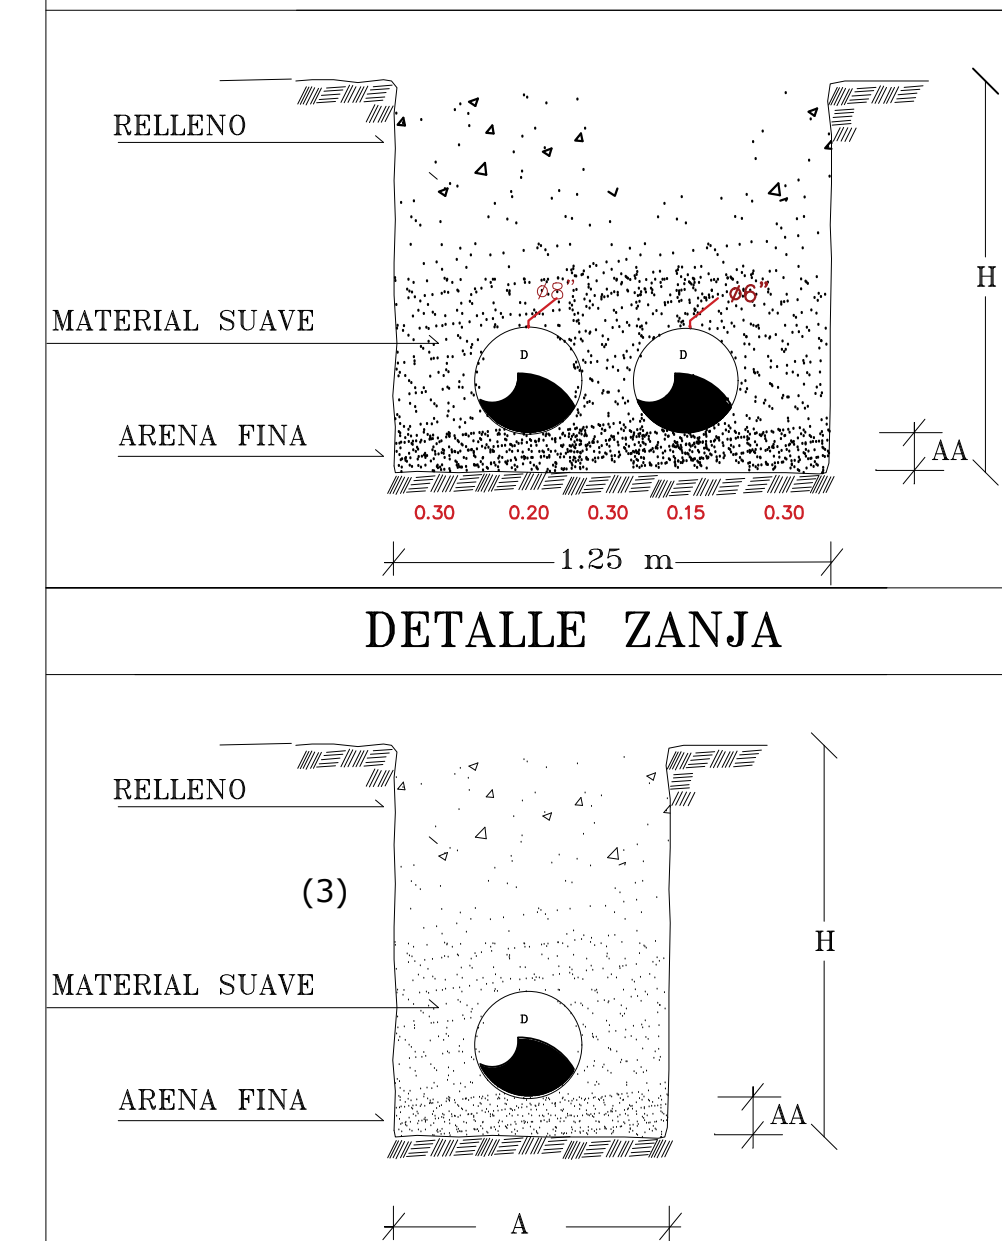 RELLENO
H
Ø8"
Ø6"
MATERIAL SUAVE
D D
ARENA FINA
AA
0.30 0.20 0.30 0.15 0.30
1.25 m
DETALLE ZANJA
RELLENO
(3)
H
MATERIAL SUAVE
D
ARENA FINA
AA
A